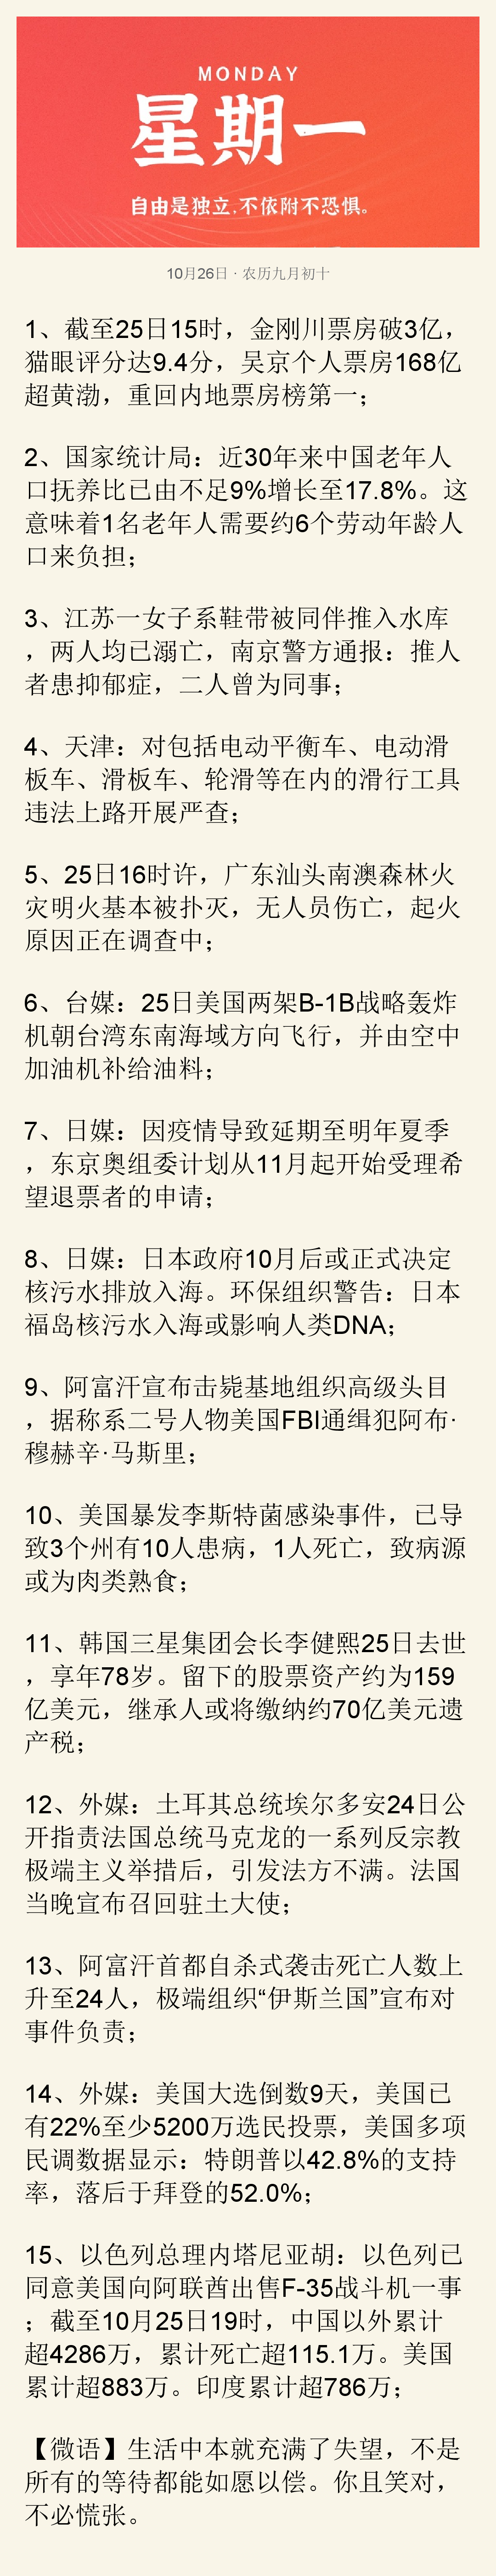 MONDAY
星期一
自由是独立,不依附不恐惧。
10月26日 · 农历九月初十
1、截至25日15时，金刚川票房破3亿，
猫眼评分达9.4分，吴京个人票房168亿
超黄渤，重回内地票房榜第一；
2、国家统计局：近30年来中国老年人
口抚养比已由不足9%增长至17.8%。这
意味着1名老年人需要约6个劳动年龄人
口来负担；
3、江苏一女子系鞋带被同伴推入水库
，两人均已溺亡，南京警方通报：推人
者患抑郁症，二人曾为同事；
4、天津：对包括电动平衡车、电动滑
板车、滑板车、轮滑等在内的滑行工具
违法上路开展严查；
5、25日16时许，广东汕头南澳森林火
灾明火基本被扑灭，无人员伤亡，起火
原因正在调查中；
6、台媒：25日美国两架B-1B战略轰炸
机朝台湾东南海域方向飞行，并由空中
加油机补给油料；
7、日媒：因疫情导致延期至明年夏季
，东京奥组委计划从11月起开始受理希
望退票者的申请；
8、日媒：日本政府10月后或正式决定
核污水排放入海。环保组织警告：日本
福岛核污水入海或影响人类DNA；
9、阿富汗宣布击毙基地组织高级头目
，据称系二号人物美国FBI通缉犯阿布·
穆赫辛·马斯里；
10、美国暴发李斯特菌感染事件，已导
致3个州有10人患病，1人死亡，致病源
或为肉类熟食；
11、韩国三星集团会长李健熙25日去世
，享年78岁。留下的股票资产约为159
亿美元，继承人或将缴纳约70亿美元遗
产税；
12、外媒：土耳其总统埃尔多安24日公
开指责法国总统马克龙的一系列反宗教
极端主义举措后，引发法方不满。法国
当晚宣布召回驻土大使；
13、阿富汗首都自杀式袭击死亡人数上
升至24人，极端组织“伊斯兰国”宣布对
事件负责；
14、外媒：美国大选倒数9天，美国已
有22%至少5200万选民投票，美国多项
民调数据显示：特朗普以42.8%的支持
率，落后于拜登的52.0%；
15、以色列总理内塔尼亚胡：以色列已
同意美国向阿联酋出售F-35战斗机一事
；截至10月25日19时，中国以外累计
超4286万，累计死亡超115.1万。美国
累计超883万。印度累计超786万；
【微语】生活中本就充满了失望，不是
所有的等待都能如愿以偿。你且笑对，
不必慌张。